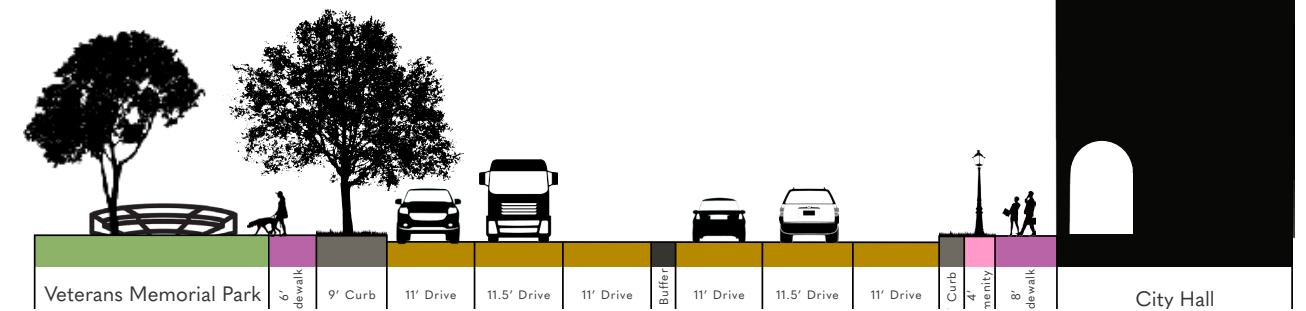 Veterans Memorial Park
6'
dewalk
9' Curb
11' Drive
11.5' Drive
11' Drive
Buffer
11' Drive
11.5' Drive
11' Drive
' Curb
4'
menity
8'
dewalk
City Hall